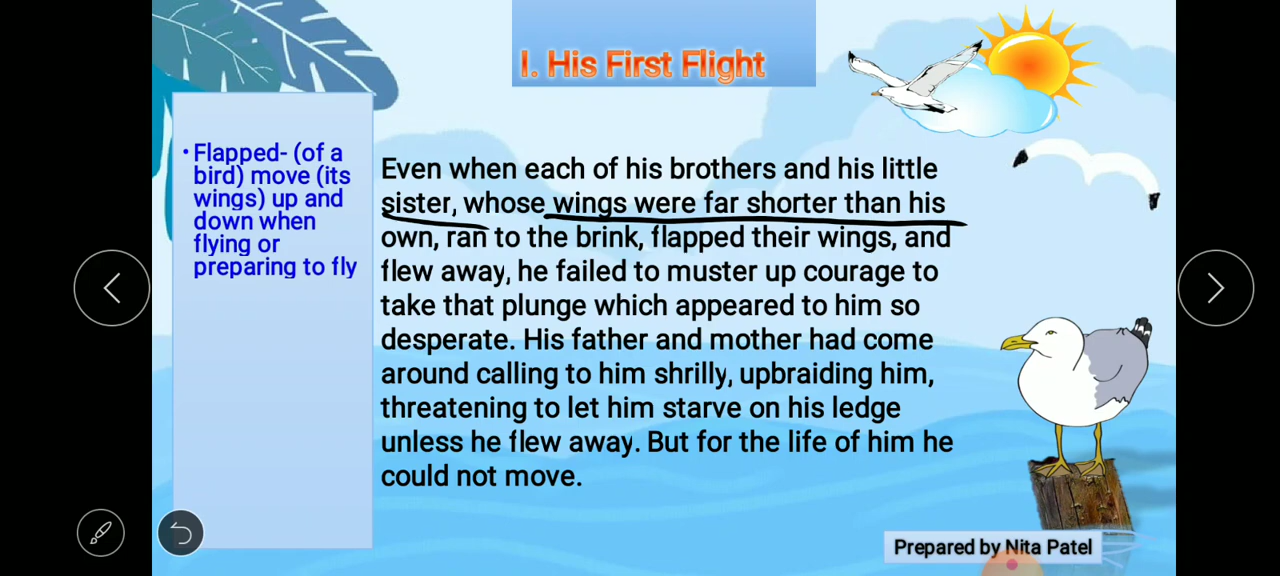 I. His First Flight
• Flapped- (of a
bird) move (its
wings) up and
down when
flying or
preparing to fly
Even when each of his brothers and his little
sister, whose wings were far shorter than his
own, ran to the brink, flapped their wings, and
flew away, he failed to muster up courage to
take that plunge which appeared to him so
desperate. His father and mother had come
around calling to him shrilly, upbraiding him,
threatening to let him starve on his ledge
unless he flew away. But for the life of him he
could not move.
Prepared by Nita Patel